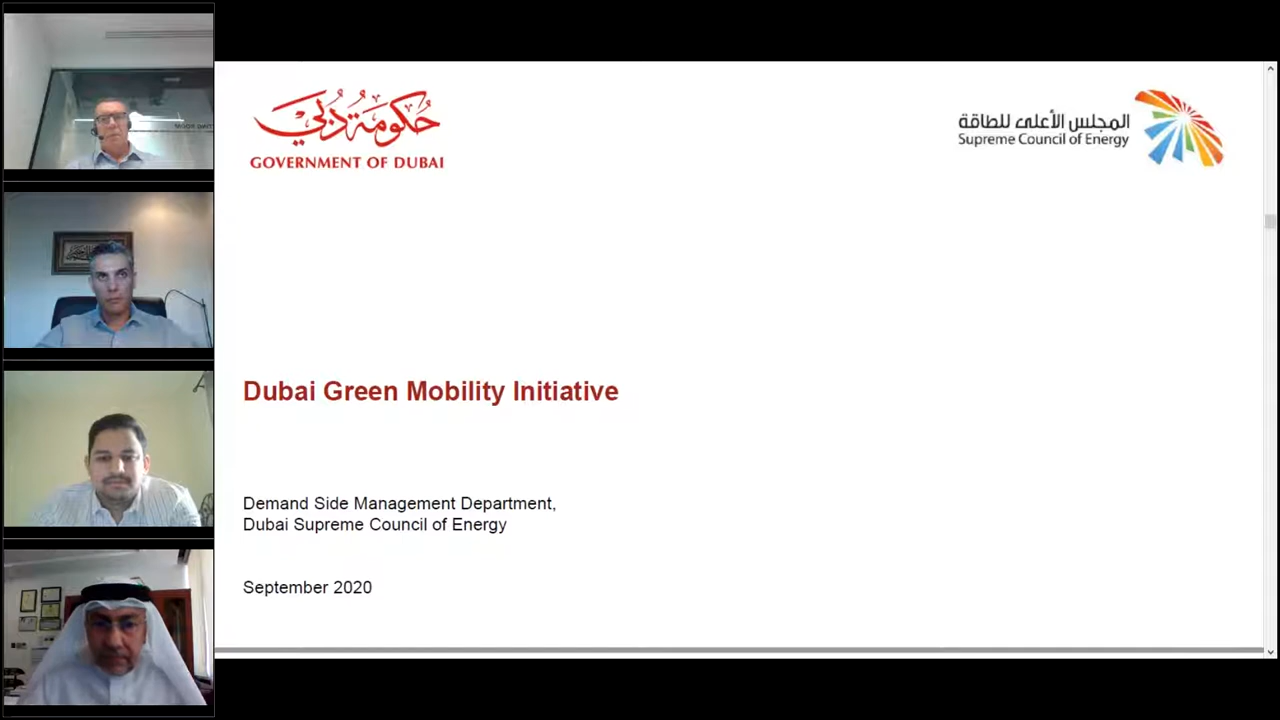 حكومة دبي
GOVERNMENT OF DUBAI
المجلس الأعلى للطاقة
Supreme Council of Energy
Dubai Green Mobility Initiative
Demand Side Management Department,
Dubai Supreme Council of Energy
September 2020